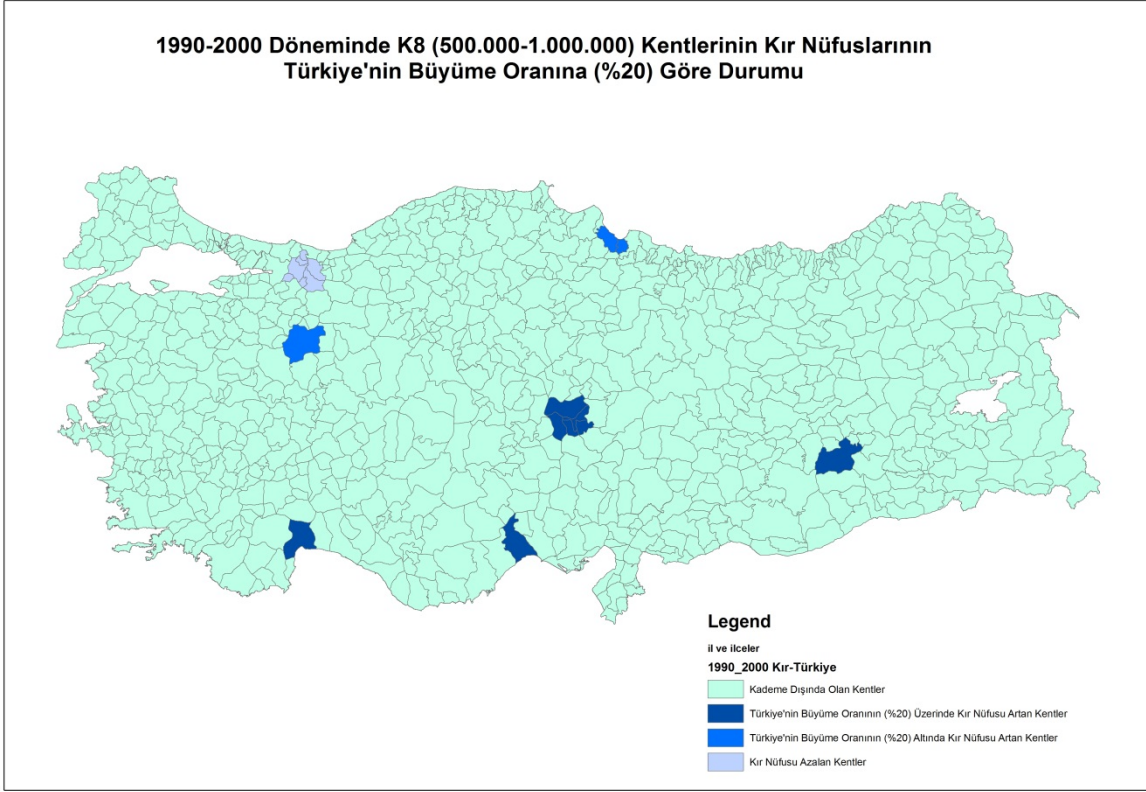 1990-2000 Döneminde K8 (500.000-1.000.000) Kentlerinin Kır Nüfuslarının
Türkiye'nin Büyüme Oranına (%20) Göre Durumu
Legend
il ve ilceler
1990_2000 Kır-Türkiye
Kademe Dışında Olan Kentler
Türkiye'nin Büyüme Oranının (%20) Üzerinde Kır Nüfusu Artan Kentler
Türkiye'nin Büyüme Oranının (%20) Altında Kır Nüfusu Artan Kentler
Kır Nüfusu Azalan Kentler